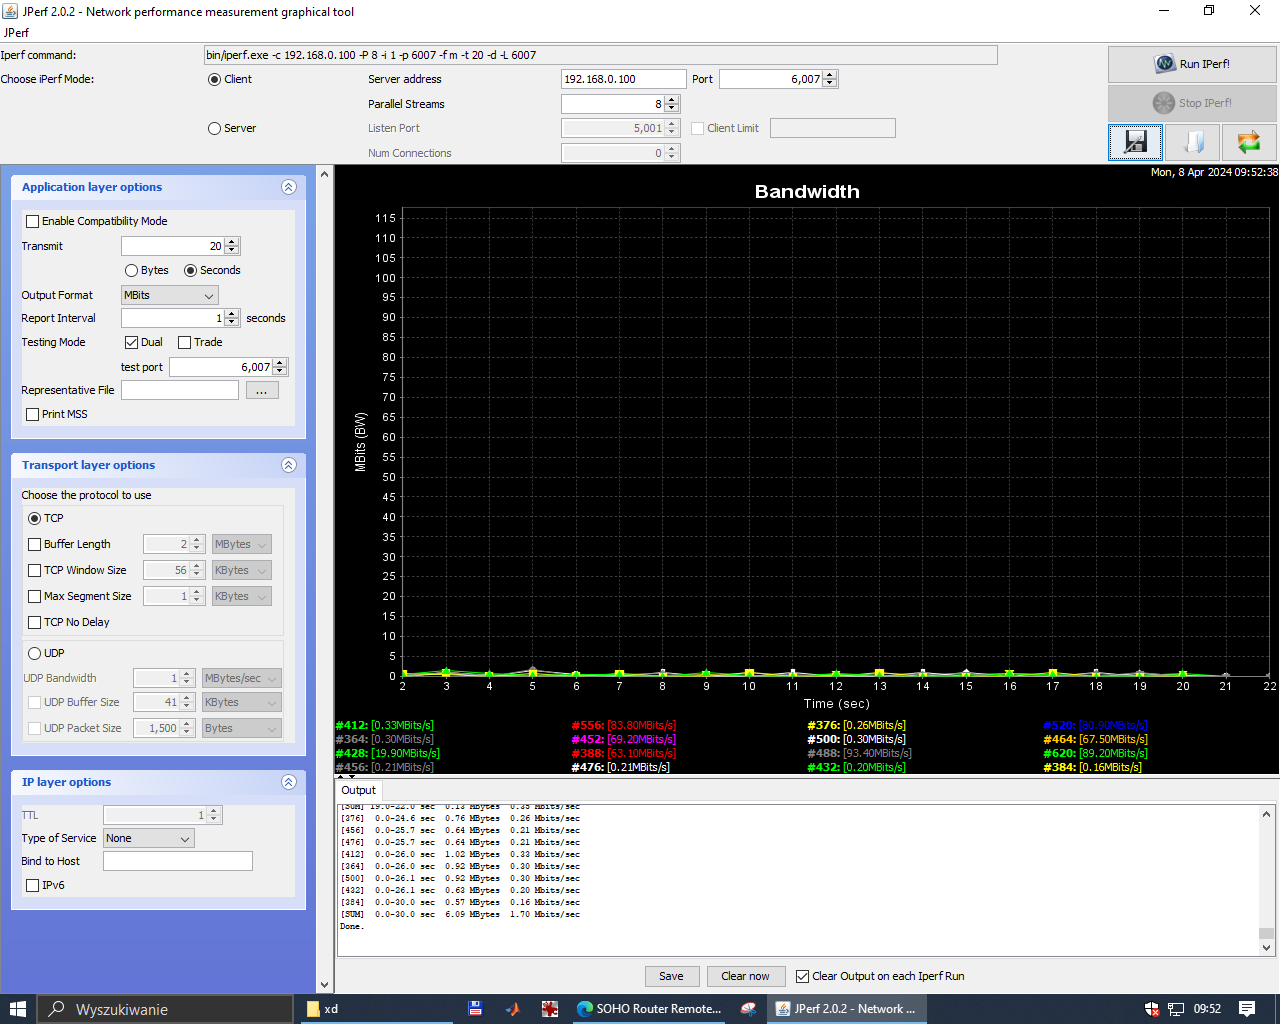 JPerf 2.0.2 - Network performance measurement graphical tool
JPerf
Iperf command: bin/iperf.exe -c 192.168.0.100 -P 8 -i 1 -p 6007 -f m -t 20 -d -L 6007
Choose iPerf Mode: Client Server address 192.168.0.100 Port 6,007
Parallel Streams 8
Server Listen Port 5,001 Client Limit
Num Connections 0
Run IPerf!
Stop IPerf!
Application layer options
Enable Compatibility Mode
Transmit 20
Bytes Seconds
Output Format MBits
Report Interval 1 seconds
Testing Mode Dual Trade
test port 6,007
Representative File ...
Print MSS
Transport layer options
Choose the protocol to use
TCP
Buffer Length 2 MBytes
TCP Window Size 56 KBytes
Max Segment Size 1 KBytes
TCP No Delay
UDP
UDP Bandwidth 1 MBytes/sec
UDP Buffer Size 41 KBytes
UDP Packet Size 1,500 Bytes
IP layer options
TTL 1
Type of Service None
Bind to Host
IPv6
Mon, 8 Apr 2024 09:52:38
Bandwidth
115
110
105
100
95
90
85
80
75
70
65
60
55
50
45
40
35
30
25
20
15
10
5
0
MBits (BW)
2 3 4 5 6 7 8 9 10 11 12 13 14 15 16 17 18 19 20 21 22
Time (sec)
#412: [0.33MBits/s] #556: [83.80MBits/s] #376: [0.26MBits/s] #520: [80.90MBits/s]
#364: [0.30MBits/s] #452: [69.20MBits/s] #500: [0.30MBits/s] #464: [67.50MBits/s]
#428: [19.90MBits/s] #388: [63.10MBits/s] #488: [93.40MBits/s] #620: [89.20MBits/s]
#456: [0.21MBits/s] #476: [0.21MBits/s] #432: [0.20MBits/s] #384: [0.16MBits/s]
Output
[SUM] 19.0-22.0 sec 0.13 MBytes 0.35 Mbits/sec
[376] 0.0-24.6 sec 0.76 MBytes 0.26 Mbits/sec
[456] 0.0-25.7 sec 0.64 MBytes 0.21 Mbits/sec
[476] 0.0-25.7 sec 0.64 MBytes 0.21 Mbits/sec
[412] 0.0-26.0 sec 1.02 MBytes 0.33 Mbits/sec
[364] 0.0-26.0 sec 0.92 MBytes 0.30 Mbits/sec
[500] 0.0-26.1 sec 0.92 MBytes 0.30 Mbits/sec
[432] 0.0-26.1 sec 0.63 MBytes 0.20 Mbits/sec
[384] 0.0-30.0 sec 0.57 MBytes 0.16 Mbits/sec
[SUM] 0.0-30.0 sec 6.09 MBytes 1.70 Mbits/sec
Done.
Save Clear now Clear Output on each Iperf Run
Wyszukiwanie xd SOHO Router Remote... JPerf 2.0.2 - Network ... 09:52